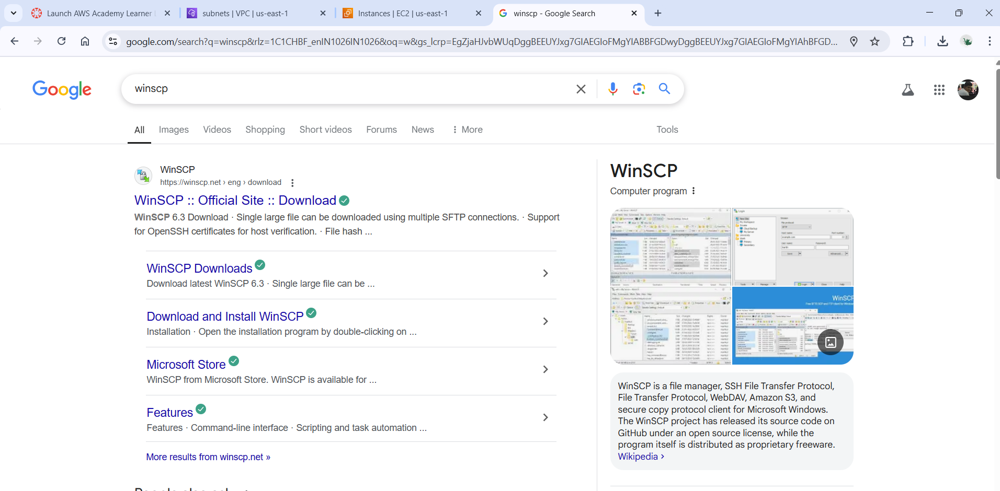 Launch AWS Academy Learner L
subnets | VPC | us-east-1
Instances | EC2 | us-east-1
winscp - Google Search
google.com/search?q=winscp&rlz=1C1CHBF_enIN1026IN1026&oq=w&gs_lcrp=EgZjaHJvbWUqDggBEEUYJxg7GIAEGIoFMgYIABBFGDwyDggBEEUYJxg7GIAEGIoFMgYIAhBFGD...
Google
winscp
All Images Videos Shopping Short videos Forums News More Tools
WinSCP
https://winscp.net › eng › download
WinSCP :: Official Site :: Download
WinSCP 6.3 Download · Single large file can be downloaded using multiple SFTP connections. · Support
for OpenSSH certificates for host verification. · File hash ...
WinSCP Downloads
Download latest WinSCP 6.3 · Single large file can be ...
Download and Install WinSCP
Installation · Open the installation program by double-clicking on ...
Microsoft Store
WinSCP from Microsoft Store. WinSCP is available for ...
Features
Features · Command-line interface · Scripting and task automation ...
More results from winscp.net »
WinSCP
Computer program
WinSCP
WinSCP is a file manager, SSH File Transfer Protocol,
File Transfer Protocol, WebDAV, Amazon S3, and
secure copy protocol client for Microsoft Windows.
The WinSCP project has released its source code on
GitHub under an open source license, while the
program itself is distributed as proprietary freeware.
Wikipedia ›